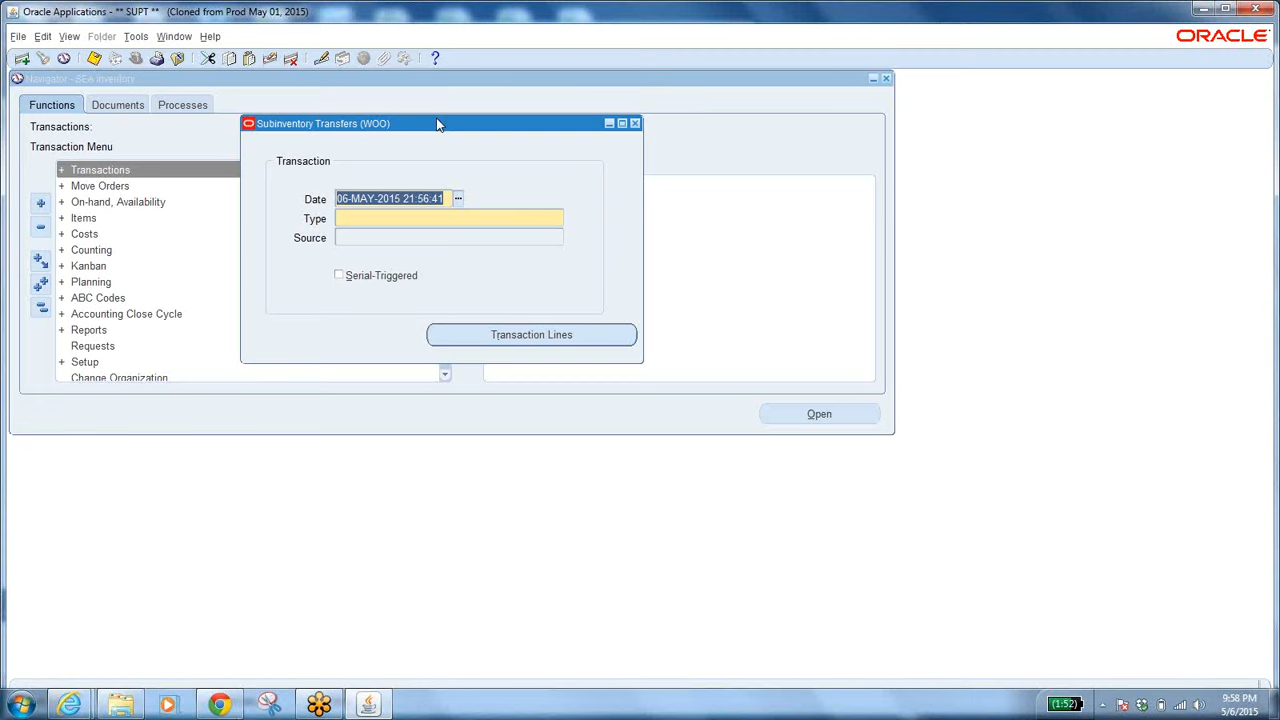 Oracle Applications - ** SUPT ** (Cloned from Prod May 01, 2015)
File Edit View Folder Tools Window Help
ORACLE
Navigator - SEA Inventory
Functions Documents Processes
Transactions:
Transaction Menu
+ Transactions
+ Move Orders
+ On-hand, Availability
+ Items
+ Costs
+ Counting
+ Kanban
+ Planning
+ ABC Codes
+ Accounting Close Cycle
+ Reports
Requests
+ Setup
Change Organization
Open
Subinventory Transfers (WOO)
Transaction
Date 06-MAY-2015 21:56:41
Type
Source
Serial-Triggered
Transaction Lines
(1:52)
9:58 PM
5/6/2015